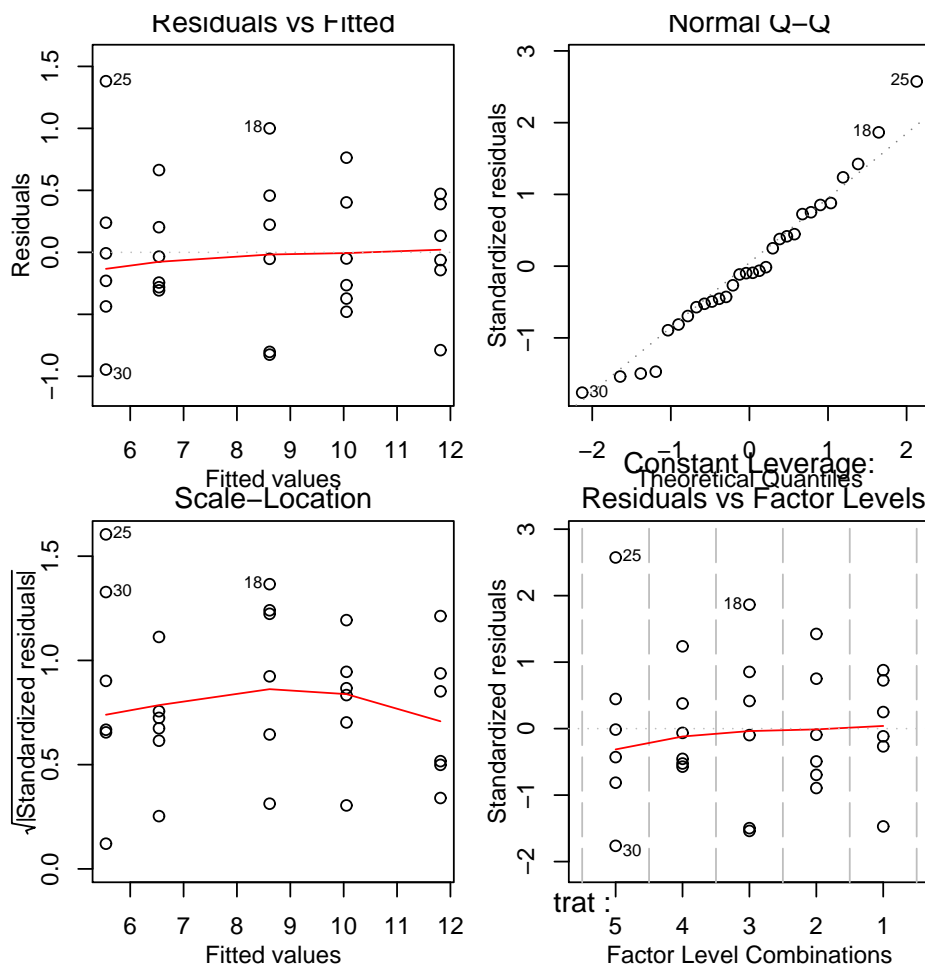 Residuals vs Fitted
Residuals
1.5
1.0
0.5
0.0
−1.0
25
18
30
6 7 8 9 10 11 12
Fitted values
Normal Q−Q
Standardized residuals
3
2
1
0
−1
25
18
30
−2 −1 0 1 2
Theoretical Quantiles
Scale−Location
√|Standardized residuals|
1.5
1.0
0.5
0.0
25
30
18
6 7 8 9 10 11 12
Fitted values
Constant Leverage:
Residuals vs Factor Levels
Standardized residuals
3
2
1
0
−1
−2
25
18
30
trat :
5 4 3 2 1
Factor Level Combinations